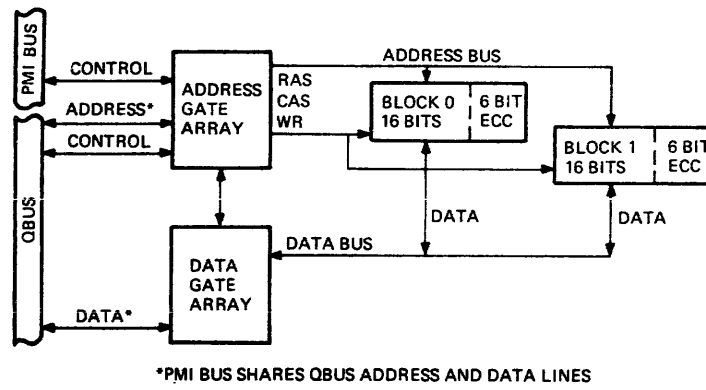 PMI BUS
CONTROL
ADDRESS*
CONTROL
QBUS
ADDRESS
GATE
ARRAY
RAS
CAS
WR
ADDRESS BUS
BLOCK 0
16 BITS
6 BIT
ECC
BLOCK 1
16 BITS
6 BIT
ECC
DATA
DATA
DATA BUS
DATA
GATE
ARRAY
DATA*
*PMI BUS SHARES QBUS ADDRESS AND DATA LINES